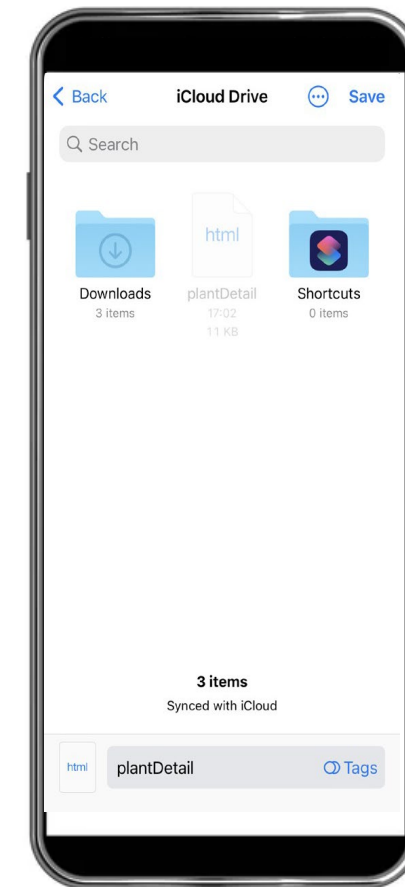 Back iCloud Drive Save
Search
html
Downloads plantDetail Shortcuts
3 items 17:02 0 items
11 KB
3 items
Synced with iCloud
html plantDetail Tags